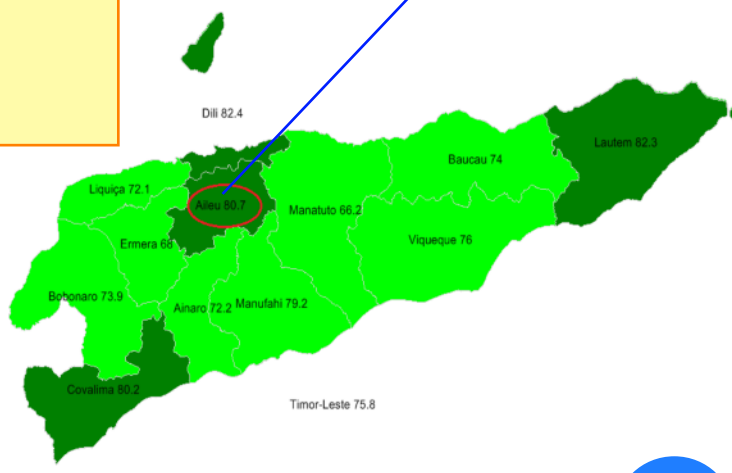 Dili 82.4
Lautem 82.3
Baucau 74
Liquiça 72.1
Aileu 80.7
Manatuto 66.2
Ermera 68
Viqueque 76
Bobonaro 73.9
Ainaro 72.2
Manufahi 79.2
Covalima 80.2
Timor-Leste 75.8